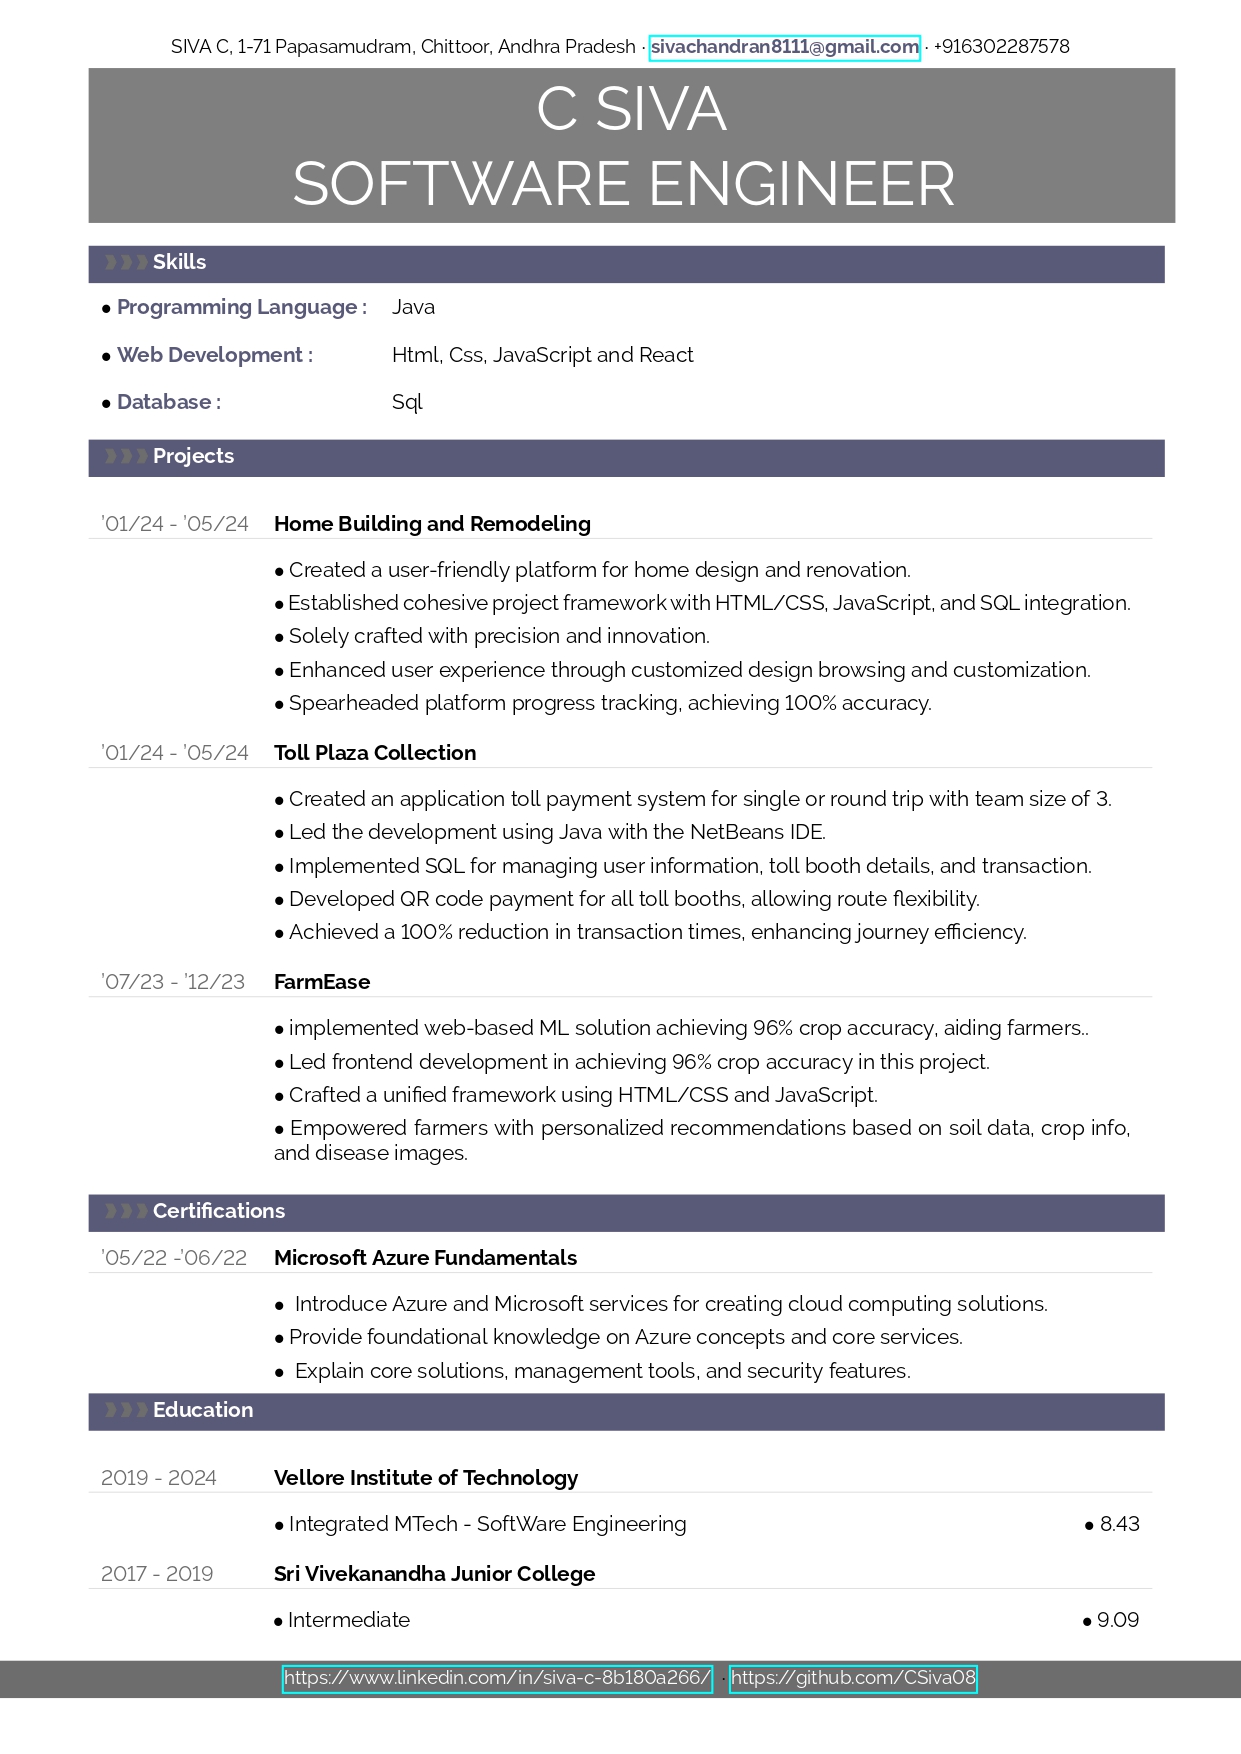 SIVA C, 1-71 Papasamudram, Chittoor, Andhra Pradesh · sivachandran8111@gmail.com · +916302287578
C SIVA
SOFTWARE ENGINEER
Skills
● Programming Language : Java
● Web Development : Html, Css, JavaScript and React
● Database : Sql
Projects
’01/24 - ’05/24 Home Building and Remodeling
● Created a user-friendly platform for home design and renovation.
● Established cohesive project framework with HTML/CSS, JavaScript, and SQL integration.
● Solely crafted with precision and innovation.
● Enhanced user experience through customized design browsing and customization.
● Spearheaded platform progress tracking, achieving 100% accuracy.
’01/24 - ’05/24 Toll Plaza Collection
● Created an application toll payment system for single or round trip with team size of 3.
● Led the development using Java with the NetBeans IDE.
● Implemented SQL for managing user information, toll booth details, and transaction.
● Developed QR code payment for all toll booths, allowing route flexibility.
● Achieved a 100% reduction in transaction times, enhancing journey efficiency.
’07/23 - ’12/23 FarmEase
● implemented web-based ML solution achieving 96% crop accuracy, aiding farmers..
● Led frontend development in achieving 96% crop accuracy in this project.
● Crafted a unified framework using HTML/CSS and JavaScript.
● Empowered farmers with personalized recommendations based on soil data, crop info,
and disease images.
Certifications
’05/22 -’06/22 Microsoft Azure Fundamentals
● Introduce Azure and Microsoft services for creating cloud computing solutions.
● Provide foundational knowledge on Azure concepts and core services.
● Explain core solutions, management tools, and security features.
Education
2019 - 2024 Vellore Institute of Technology
● Integrated MTech - SoftWare Engineering ● 8.43
2017 - 2019 Sri Vivekanandha Junior College
● Intermediate ● 9.09
https://www.linkedin.com/in/siva-c-8b180a266/ · https://github.com/CSiva08